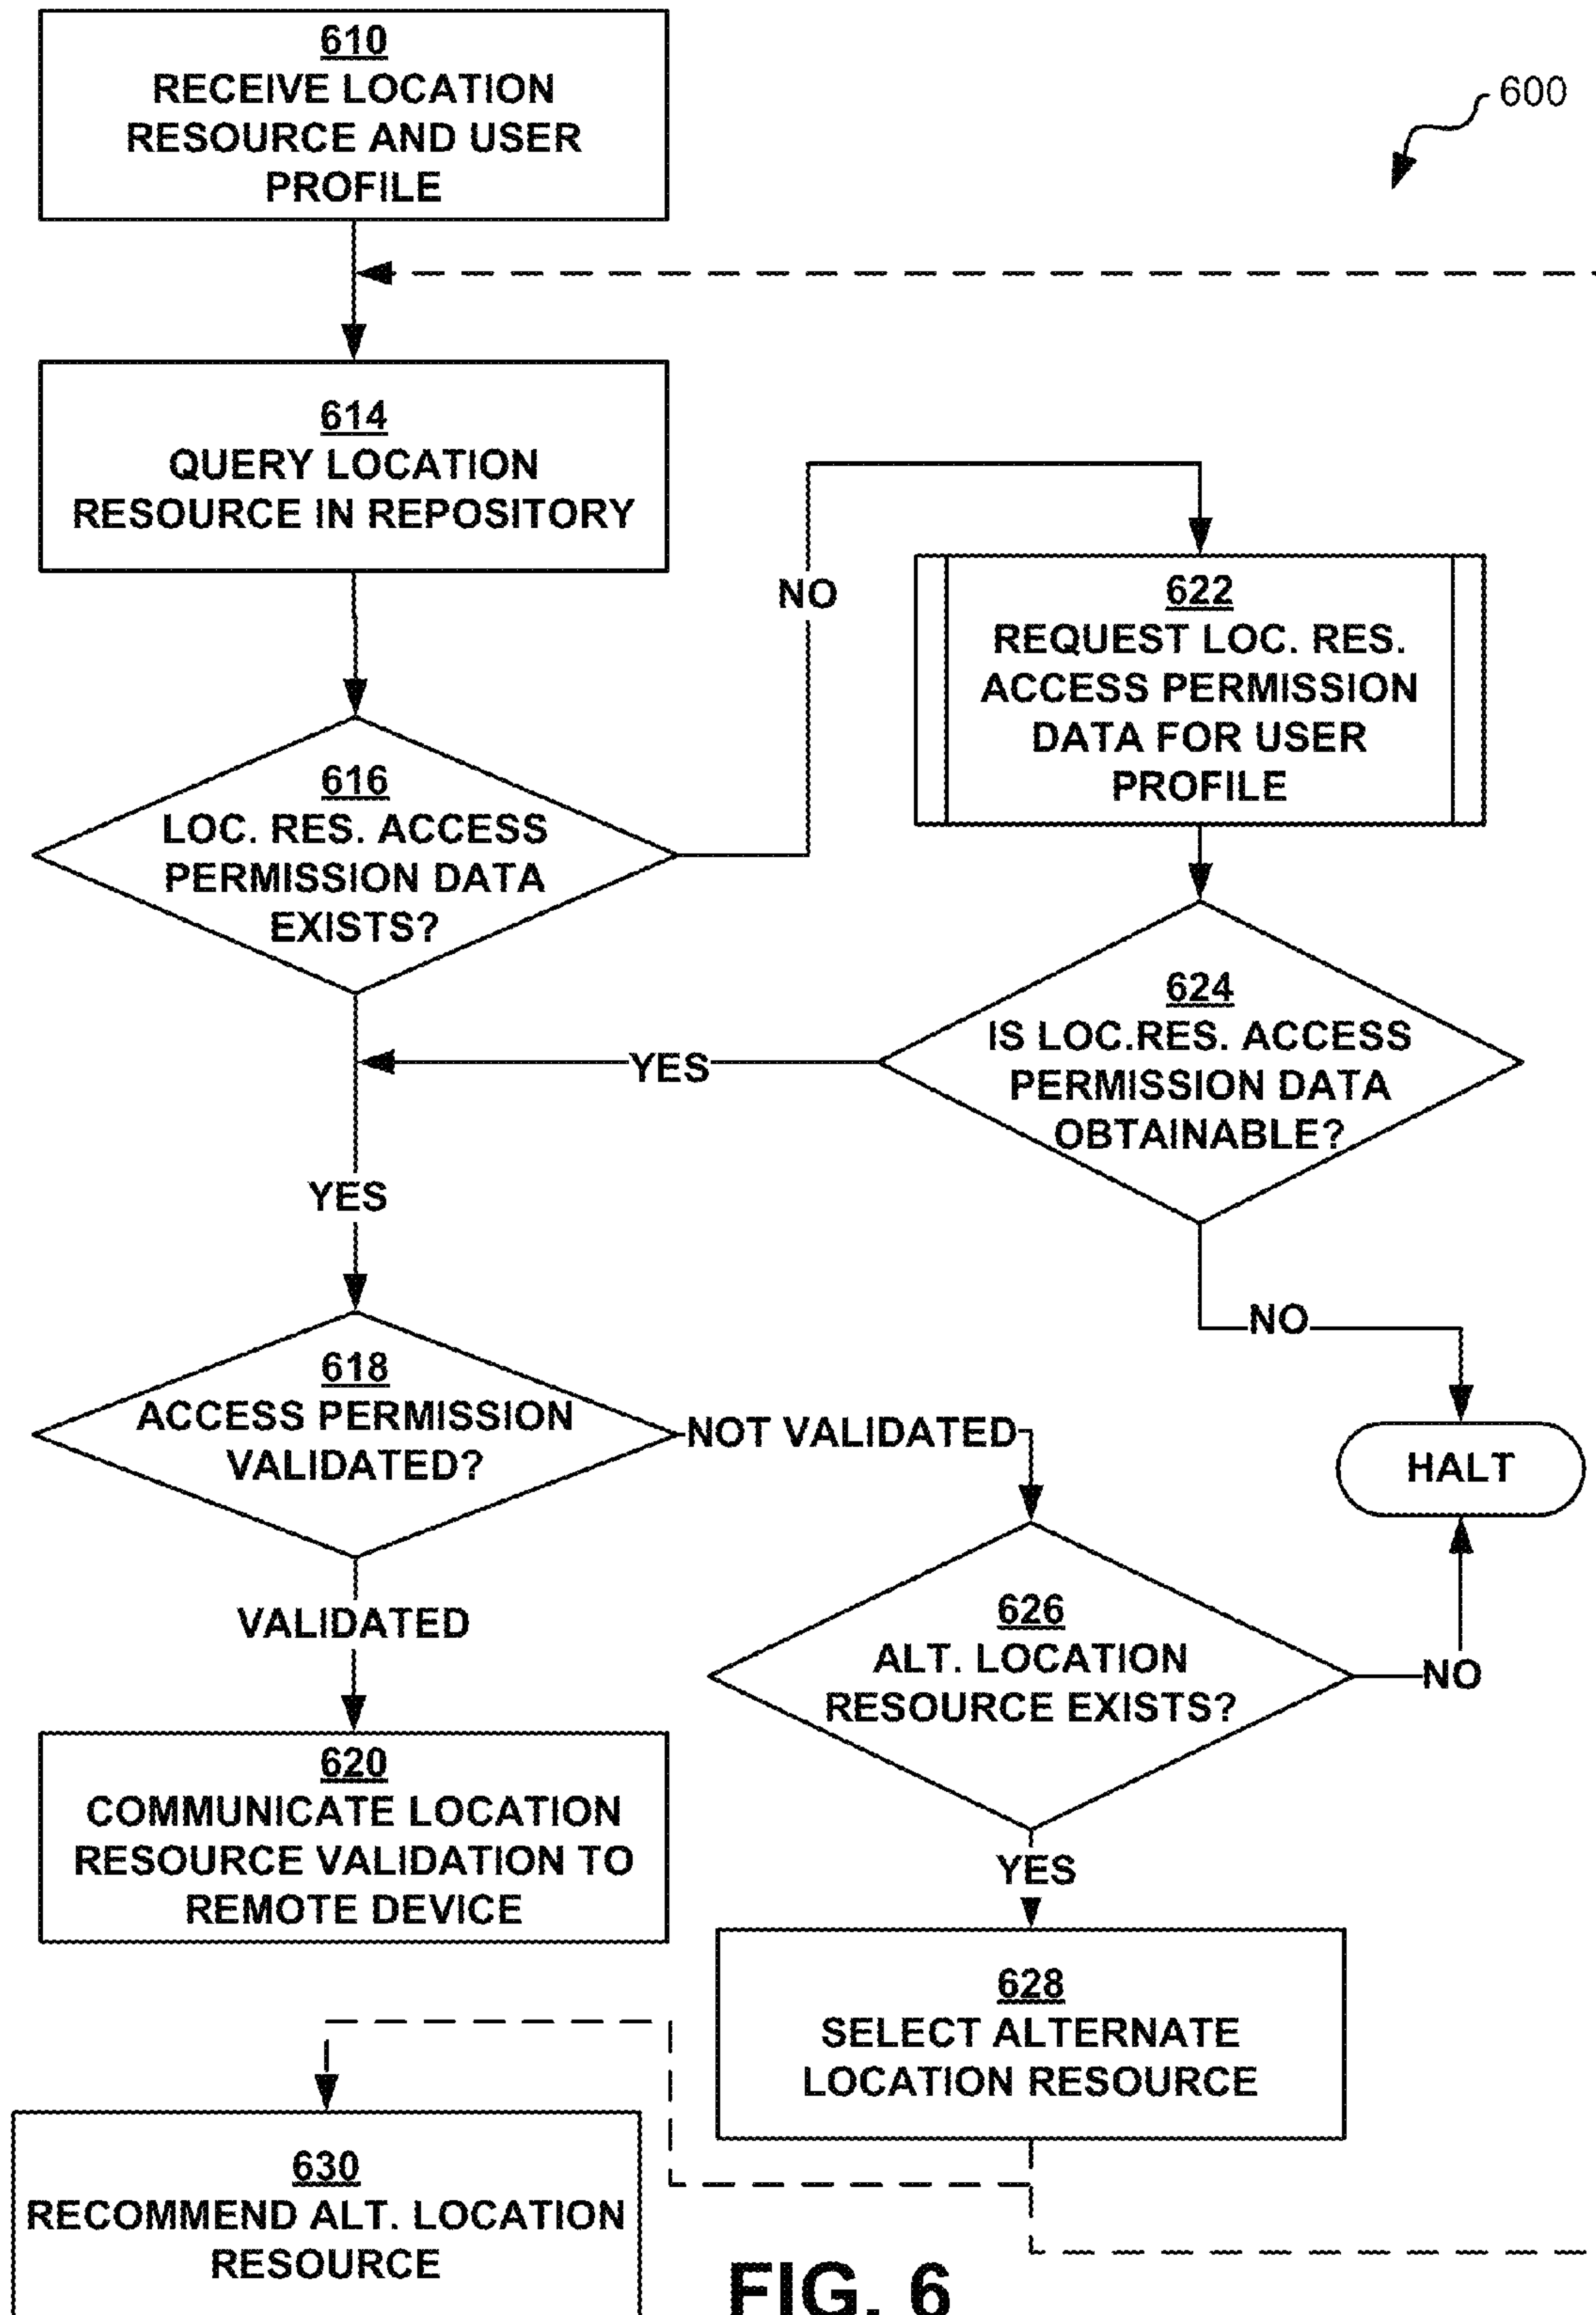 610
RECEIVE LOCATION
RESOURCE AND USER
PROFILE
600
614
QUERY LOCATION
RESOURCE IN REPOSITORY
NO
622
REQUEST LOC. RES.
ACCESS PERMISSION
DATA FOR USER
PROFILE
616
LOC. RES. ACCESS
PERMISSION DATA
EXISTS?
624
IS LOC.RES. ACCESS
PERMISSION DATA
OBTAINABLE?
YES
YES
NO
618
ACCESS PERMISSION
VALIDATED?
NOT VALIDATED
HALT
VALIDATED
626
ALT. LOCATION
RESOURCE EXISTS?
NO
620
COMMUNICATE LOCATION
RESOURCE VALIDATION TO
REMOTE DEVICE
YES
628
SELECT ALTERNATE
LOCATION RESOURCE
630
RECOMMEND ALT. LOCATION
RESOURCE
FIG. 6